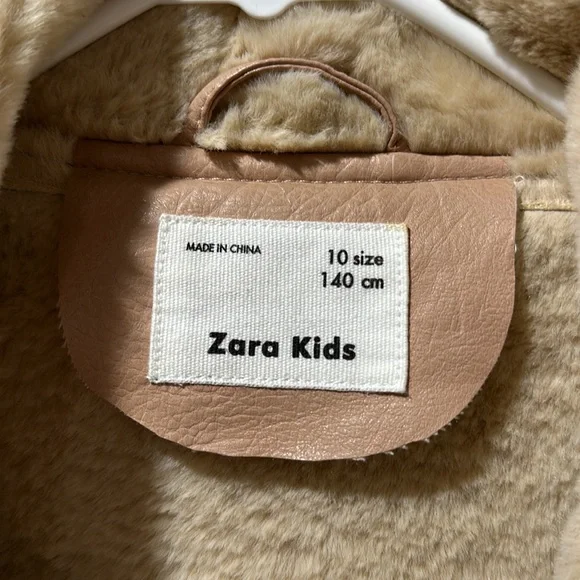 MADE IN CHINA
10 size
140 cm
Zara Kids